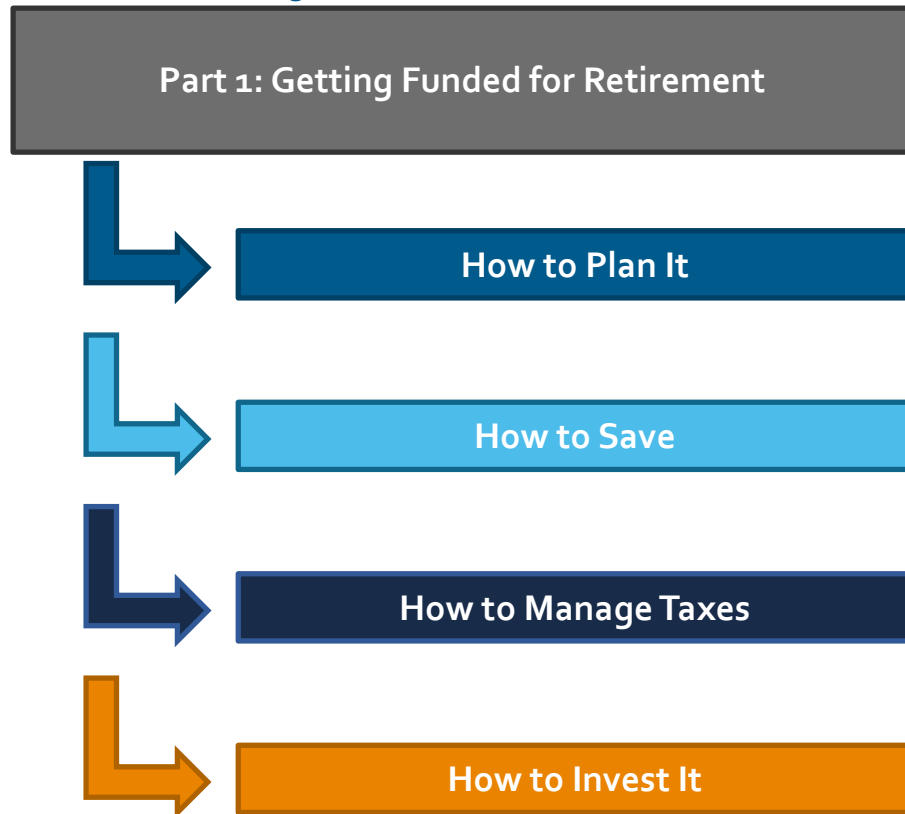 Part 1: Getting Funded for Retirement
How to Plan It
How to Save
How to Manage Taxes
How to Invest It